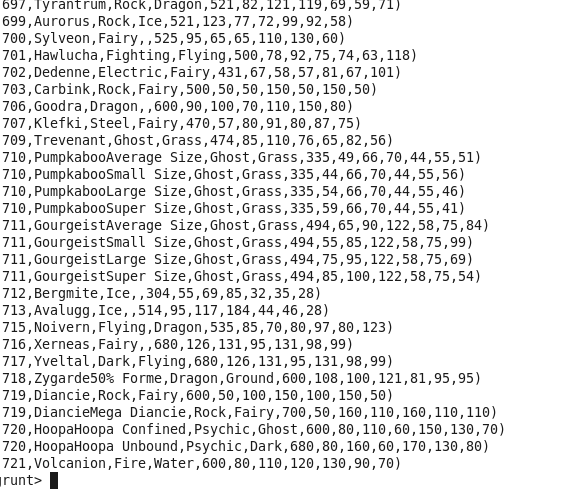 697,Tyrantrum,Rock,Dragon,521,82,121,119,69,59,71)
699,Aurorus,Rock,Ice,521,123,77,72,99,92,58)
700,Sylveon,Fairy,,525,95,65,65,110,130,60)
701,Hawlucha,Fighting,Flying,500,78,92,75,74,63,118)
702,Dedenne,Electric,Fairy,431,67,58,57,81,67,101)
703,Carbink,Rock,Fairy,500,50,50,150,50,150,50)
706,Goodra,Dragon,,600,90,100,70,110,150,80)
707,Klefki,Steel,Fairy,470,57,80,91,80,87,75)
709,Trevenant,Ghost,Grass,474,85,110,76,65,82,56)
710,PumpkabooAverage Size,Ghost,Grass,335,49,66,70,44,55,51)
710,PumpkabooSmall Size,Ghost,Grass,335,44,66,70,44,55,56)
710,PumpkabooLarge Size,Ghost,Grass,335,54,66,70,44,55,46)
710,PumpkabooSuper Size,Ghost,Grass,335,59,66,70,44,55,41)
711,GourgeistAverage Size,Ghost,Grass,494,65,90,122,58,75,84)
711,GourgeistSmall Size,Ghost,Grass,494,55,85,122,58,75,99)
711,GourgeistLarge Size,Ghost,Grass,494,75,95,122,58,75,69)
711,GourgeistSuper Size,Ghost,Grass,494,85,100,122,58,75,54)
712,Bergmite,Ice,,304,55,69,85,32,35,28)
713,Avalugg,Ice,,514,95,117,184,44,46,28)
715,Noivern,Flying,Dragon,535,85,70,80,97,80,123)
716,Xerneas,Fairy,,680,126,131,95,131,98,99)
717,Yveltal,Dark,Flying,680,126,131,95,131,98,99)
718,Zygarde50% Forme,Dragon,Ground,600,108,100,121,81,95,95)
719,Diancie,Rock,Fairy,600,50,100,150,100,150,50)
719,DiancieMega Diancie,Rock,Fairy,700,50,160,110,160,110,110)
720,HoopaHoopa Confined,Psychic,Ghost,600,80,110,60,150,130,70)
720,HoopaHoopa Unbound,Psychic,Dark,680,80,160,60,170,130,80)
721,Volcanion,Fire,Water,600,80,110,120,130,90,70)
grunt>